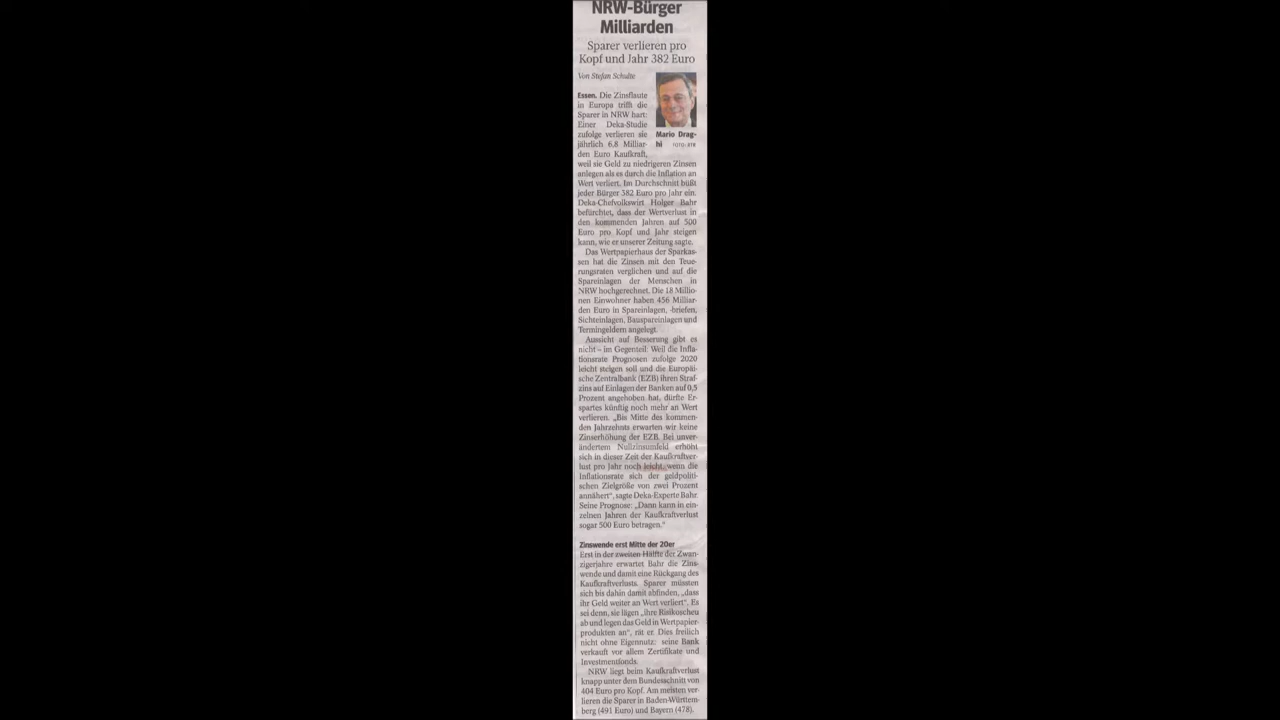 NRW-Bürger
Milliarden
Sparer verlieren pro
Kopf und Jahr 382 Euro
Von Stefan Schulte
Essen. Die Zinsflaute
in Europa trifft die
Sparer in NRW hart:
Einer Deka-Studie
zufolge verlieren sie
jährlich 6,8 Milliar-
den Euro Kaufkraft,
Mario Drag-
hi FOTO: RTR
weil sie Geld zu niedrigeren Zinsen
anlegen als es durch die Inflation an
Wert verliert. Im Durchschnitt büßt
jeder Bürger 382 Euro pro Jahr ein.
Deka-Chefvolkswirt Holger Bahr
befürchtet, dass der Wertverlust in
den kommenden Jahren auf 500
Euro pro Kopf und Jahr steigen
kann, wie er unserer Zeitung sagte.
Das Wertpapierhaus der Sparkas-
sen hat die Zinsen mit den Teue-
rungsraten verglichen und auf die
Spareinlagen der Menschen in
NRW hochgerechnet. Die 18 Millio-
nen Einwohner haben 456 Milliar-
den Euro in Spareinlagen, -briefen,
Sichteinlagen, Bauspareinlagen und
Termingeldern angelegt.
Aussicht auf Besserung gibt es
nicht – im Gegenteil: Weil die Infla-
tionsrate Prognosen zufolge 2020
leicht steigen soll und die Europäi-
sche Zentralbank (EZB) ihren Straf-
zins auf Einlagen der Banken auf 0,5
Prozent angehoben hat, dürfte Er-
spartes künftig noch mehr an Wert
verlieren. „Bis Mitte des kommen-
den Jahrzehnts erwarten wir keine
Zinserhöhung der EZB. Bei unver-
ändertem Nullzinsumfeld erhöht
sich in dieser Zeit der Kaufkraftver-
lust pro Jahr noch leicht, wenn die
Inflationsrate sich der geldpoliti-
schen Zielgröße von zwei Prozent
annähert“, sagte Deka-Experte Bahr.
Seine Prognose: „Dann kann in ein-
zelnen Jahren der Kaufkraftverlust
sogar 500 Euro betragen.“
Zinswende erst Mitte der 20er
Erst in der zweiten Hälfte der Zwan-
zigerjahre erwartet Bahr die Zins-
wende und damit eine Rückgang des
Kaufkraftverlusts. Sparer müssten
sich bis dahin damit abfinden, „dass
ihr Geld weiter an Wert verliert“. Es
sei denn, sie lägen „ihre Risikoscheu
ab und legen das Geld in Wertpapier-
produkten an“, rät er. Dies freilich
nicht ohne Eigennutz: seine Bank
verkauft vor allem Zertifikate und
Investmentfonds.
NRW liegt beim Kaufkraftverlust
knapp unter dem Bundesschnitt von
404 Euro pro Kopf. Am meisten ver-
lieren die Sparer in Baden-Württem-
berg (491 Euro) und Bayern (478).